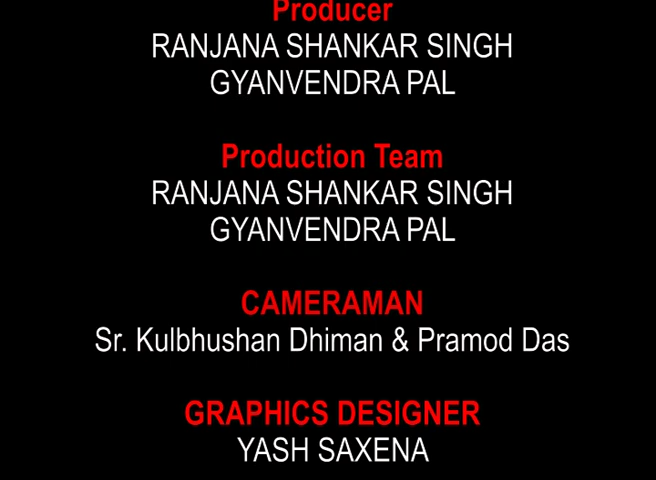 Producer
RANJANA SHANKAR SINGH
GYANVENDRA PAL
Production Team
RANJANA SHANKAR SINGH
GYANVENDRA PAL
CAMERAMAN
Sr. Kulbhushan Dhiman & Pramod Das
GRAPHICS DESIGNER
YASH SAXENA